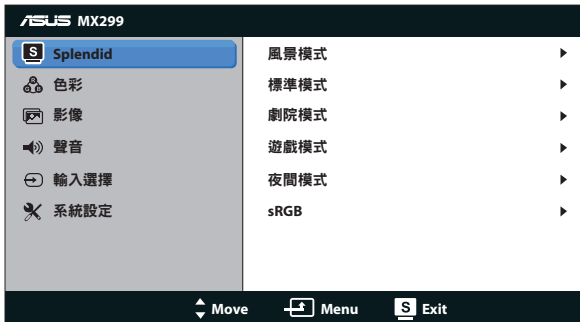 ASUS MX299
S Splendid
色彩
影像
聲音
輸入選擇
系統設定
風景模式
標準模式
劇院模式
遊戲模式
夜間模式
sRGB
Move Menu S Exit